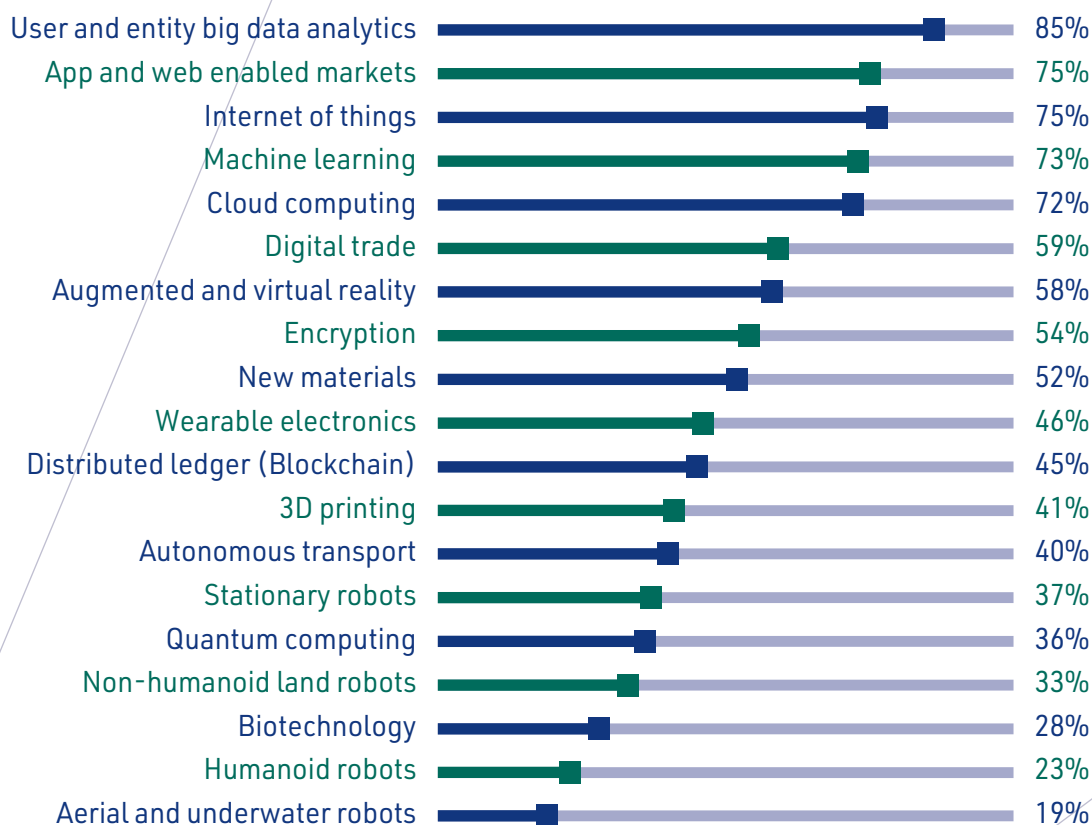 User and entity big data analytics 85%
App and web enabled markets 75%
Internet of things 75%
Machine learning 73%
Cloud computing 72%
Digital trade 59%
Augmented and virtual reality 58%
Encryption 54%
New materials 52%
Wearable electronics 46%
Distributed ledger (Blockchain) 45%
3D printing 41%
Autonomous transport 40%
Stationary robots 37%
Quantum computing 36%
Non-humanoid land robots 33%
Biotechnology 28%
Humanoid robots 23%
Aerial and underwater robots 19%